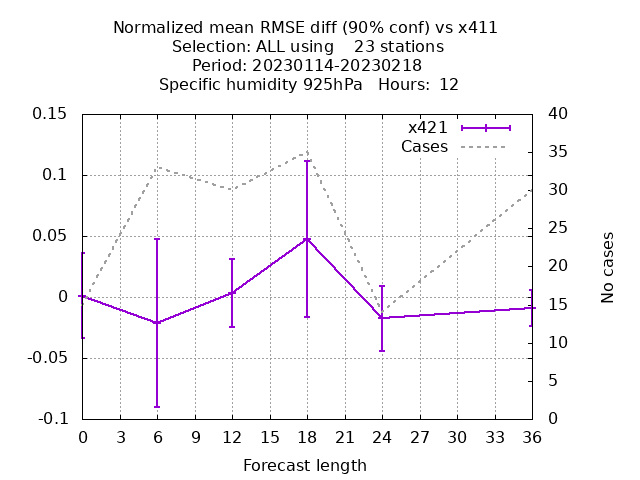 Normalized mean RMSE diff (90% conf) vs x411
Selection: ALL using    23 stations
Period: 20230114-20230218
Specific humidity 925hPa   Hours:  12
x421
Cases
0.15
0.1
0.05
0
-0.05
-0.1
40
35
30
25
20
15
10
5
0
No cases
0 3 6 9 12 15 18 21 24 27 30 33 36
Forecast length